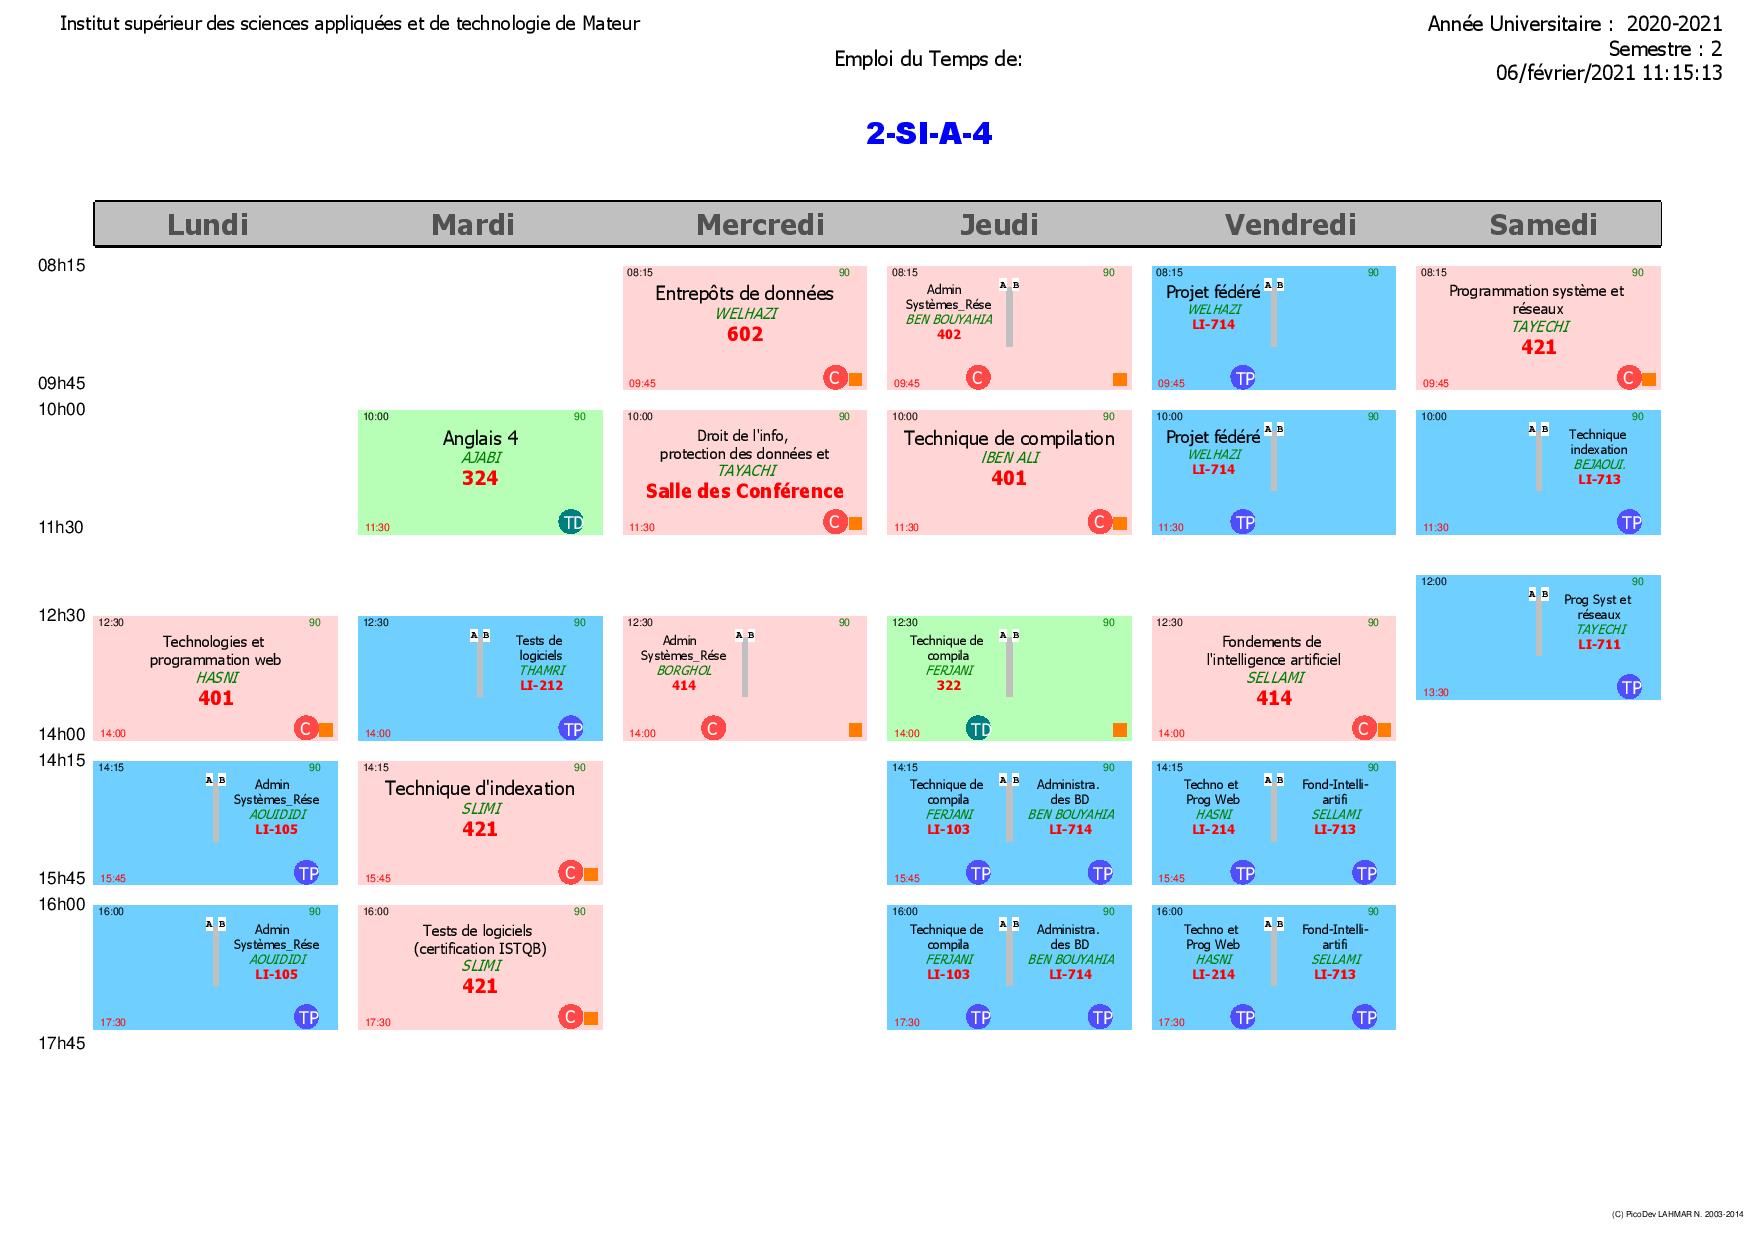 Institut supérieur des sciences appliquées et de technologie de Mateur
Année Universitaire : 2020-2021
Semestre : 2
06/février/2021 11:15:13
Emploi du Temps de:
2-SI-A-4
Lundi
Mardi
Mercredi
Jeudi
Vendredi
Samedi
08h15
09h45
08:15
90
Entrepôts de données
WELHAZI
602
09:45
C
08:15
90
A B
Admin
Systèmes_Rése
BEN BOUYAHIA
402
09:45
C
08:15
90
A B
Projet fédéré
WELHAZI
LI-714
09:45
TP
08:15
90
Programmation système et
réseaux
TAYECHI
421
09:45
C
10h00
11h30
10:00
90
Anglais 4
AJABI
324
11:30
TD
10:00
90
Droit de l'info,
protection des données et
TAYACHI
Salle des Conférence
11:30
C
10:00
90
Technique de compilation
IBEN ALI
401
11:30
C
10:00
90
A B
Projet fédéré
WELHAZI
LI-714
11:30
TP
10:00
90
A B
Technique
indexation
BEJAOUI.
LI-713
11:30
TP
12:00
90
A B
Prog Syst et
réseaux
TAYECHI
LI-711
13:30
TP
12h30
14h00
12:30
90
Technologies et
programmation web
HASNI
401
14:00
C
12:30
90
A B
Tests de
logiciels
THAMRI
LI-212
14:00
TP
12:30
90
A B
Admin
Systèmes_Rése
BORGHOL
414
14:00
C
12:30
90
A B
Technique de
compila
FERJANI
322
14:00
TD
12:30
90
Fondements de
l'intelligence artificiel
SELLAMI
414
14:00
C
14h15
15h45
14:15
90
A B
Admin
Systèmes_Rése
AOUIDIDI
LI-105
15:45
TP
14:15
90
Technique d'indexation
SLIMI
421
15:45
C
14:15
90
A B
Technique de
compila
FERJANI
LI-103
Administra.
des BD
BEN BOUYAHIA
LI-714
15:45
TP
TP
14:15
90
A B
Techno et
Prog Web
HASNI
LI-214
Fond-Intelli-
artifi
SELLAMI
LI-713
15:45
TP
TP
16h00
17h45
16:00
90
A B
Admin
Systèmes_Rése
AOUIDIDI
LI-105
17:30
TP
16:00
90
Tests de logiciels
(certification ISTQB)
SLIMI
421
17:30
C
16:00
90
A B
Technique de
compila
FERJANI
LI-103
Administra.
des BD
BEN BOUYAHIA
LI-714
17:30
TP
TP
16:00
90
A B
Techno et
Prog Web
HASNI
LI-214
Fond-Intelli-
artifi
SELLAMI
LI-713
17:30
TP
TP
(C) PicoDev LAHMAR N. 2003-2014